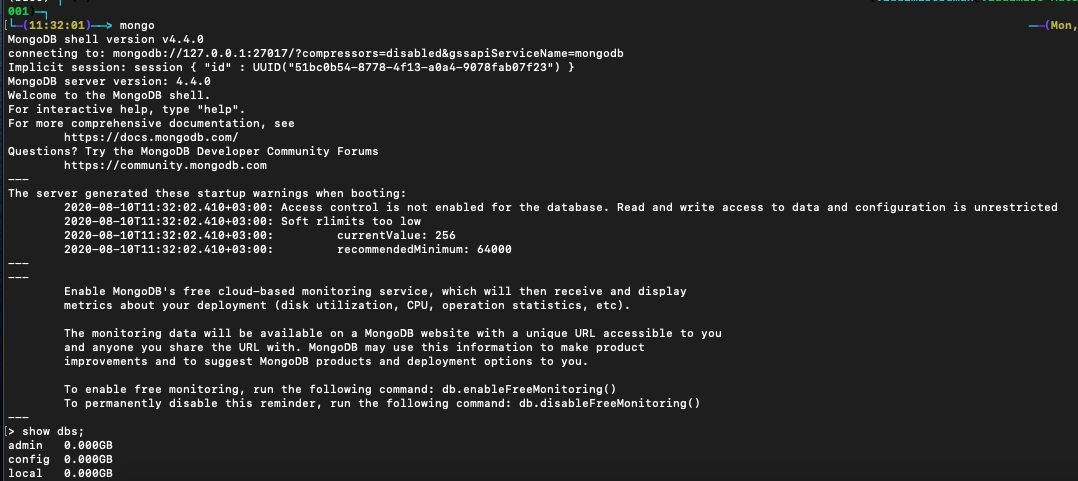 001)
[└─(11:32:01)──> mongo ──(Mon,
MongoDB shell version v4.4.0
connecting to: mongodb://127.0.0.1:27017/?compressors=disabled&gssapiServiceName=mongodb
Implicit session: session { "id" : UUID("51bc0b54-8778-4f13-a0a4-9078fab07f23") }
MongoDB server version: 4.4.0
Welcome to the MongoDB shell.
For interactive help, type "help".
For more comprehensive documentation, see
https://docs.mongodb.com/
Questions? Try the MongoDB Developer Community Forums
https://community.mongodb.com
---
The server generated these startup warnings when booting:
2020-08-10T11:32:02.410+03:00: Access control is not enabled for the database. Read and write access to data and configuration is unrestricted
2020-08-10T11:32:02.410+03:00: Soft rlimits too low
2020-08-10T11:32:02.410+03:00: currentValue: 256
2020-08-10T11:32:02.410+03:00: recommendedMinimum: 64000
---
---
Enable MongoDB's free cloud-based monitoring service, which will then receive and display
metrics about your deployment (disk utilization, CPU, operation statistics, etc).
The monitoring data will be available on a MongoDB website with a unique URL accessible to you
and anyone you share the URL with. MongoDB may use this information to make product
improvements and to suggest MongoDB products and deployment options to you.
To enable free monitoring, run the following command: db.enableFreeMonitoring()
To permanently disable this reminder, run the following command: db.disableFreeMonitoring()
---
[> show dbs;
admin 0.000GB
config 0.000GB
local 0.000GB